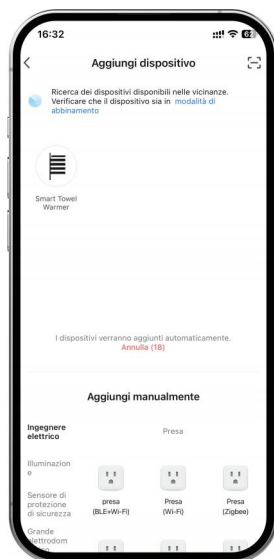 16:32
Aggiungi dispositivo
Ricerca dei dispositivi disponibili nelle vicinanze.
Verificare che il dispositivo sia in modalità di
abbinamento
Smart Towel
Warmer
I dispositivi verranno aggiunti automaticamente.
Annulla (18)
Aggiungi manualmente
Ingegnere
elettrico
Presa
Illuminazion
e
Sensore di
protezione
di sicurezza
presa
(BLE+Wi-Fi)
Presa
(Wi-Fi)
Presa
(Zigbee)
Grande
elettrodom